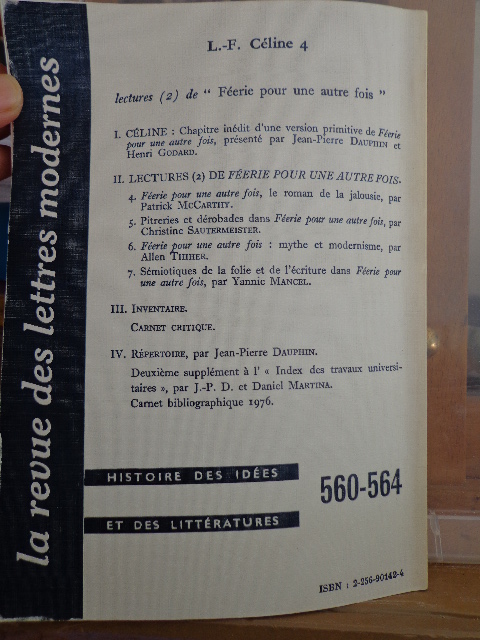 la revue des lettres modernes
L.-F. Céline 4
lectures (2) de " Féerie pour une autre fois "
I. CÉLINE : Chapitre inédit d'une version primitive de Féerie
pour une autre fois, présenté par Jean-Pierre DAUPHIN et
Henri GODARD.
II. LECTURES (2) DE FÉERIE POUR UNE AUTRE FOIS.
4. Féerie pour une autre fois, le roman de la jalousie, par
Patrick MCCARTHY.
5. Pitreries et dérobades dans Féerie pour une autre fois, par
Christine SAUTERMEISTER.
6. Féerie pour une autre fois : mythe et modernisme, par
Allen THIHER.
7. Sémiotiques de la folie et de l'écriture dans Féerie pour
une autre fois, par Yannic MANCEL.
III. INVENTAIRE.
CARNET CRITIQUE.
IV. RÉPERTOIRE, par Jean-Pierre DAUPHIN.
Deuxième supplément à l' « Index des travaux universi-
taires », par J.-P. D. et Daniel MARTINA.
Carnet bibliographique 1976.
HISTOIRE DES IDÉES
ET DES LITTÉRATURES
560-564
ISBN : 2-256-90142-4